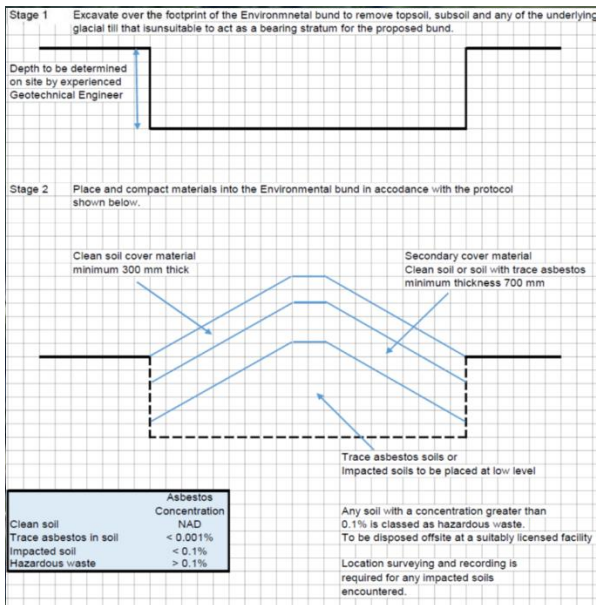 Stage 1 Excavate over the footprint of the Environmnetal bund to remove topsoil, subsoil and any of the underlying
glacial till that isunsuitable to act as a bearing stratum for the proposed bund.
Depth to be determined
on site by experienced
Geotechnical Engineer
Stage 2 Place and compact materials into the Environmental bund in accodance with the protocol
shown below.
Clean soil cover material
minimum 300 mm thick
Secondary cover material
Clean soil or soil with trace asbestos
minimum thickness 700 mm
Trace asbestos soils or
Impacted soils to be placed at low level
Asbestos
Concentration
Clean soil NAD
Trace asbestos in soil < 0.001%
Impacted soil < 0.1%
Hazardous waste > 0.1%
Any soil with a concentration greater than
0.1% is classed as hazardous waste.
To be disposed offsite at a suitably licensed facility
Location surveying and recording is
required for any impacted soils
encountered.